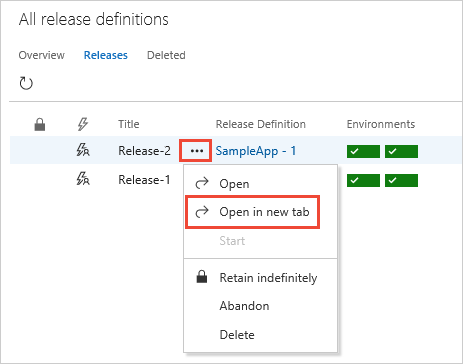 All release definitions
Overview Releases Deleted
Title Release Definition Environments
Release-2 ••• SampleApp - 1
Release-1
Open
Open in new tab
Start
Retain indefinitely
Abandon
Delete